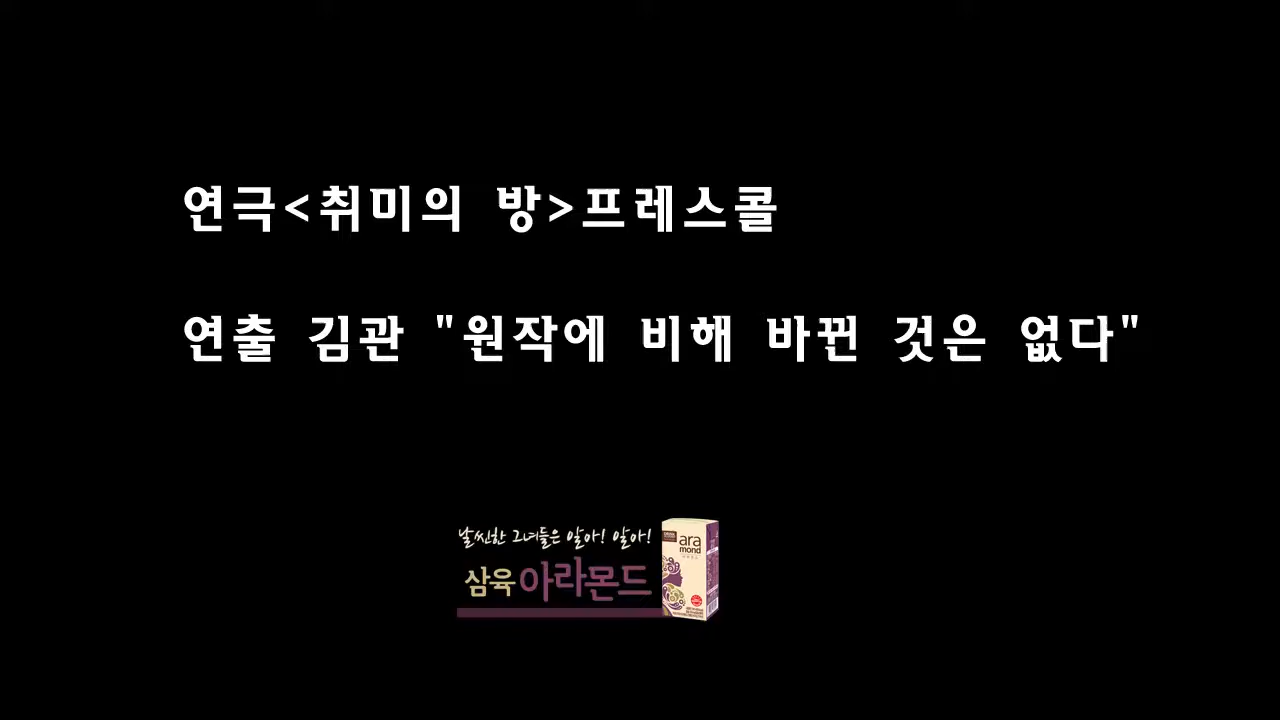 연극<취미의 방>프레스콜
연출 김관 "원작에 비해 바뀐 것은 없다"
날씬한 그녀들은 알아! 알아!
삼육 아라몬드
ara
mond